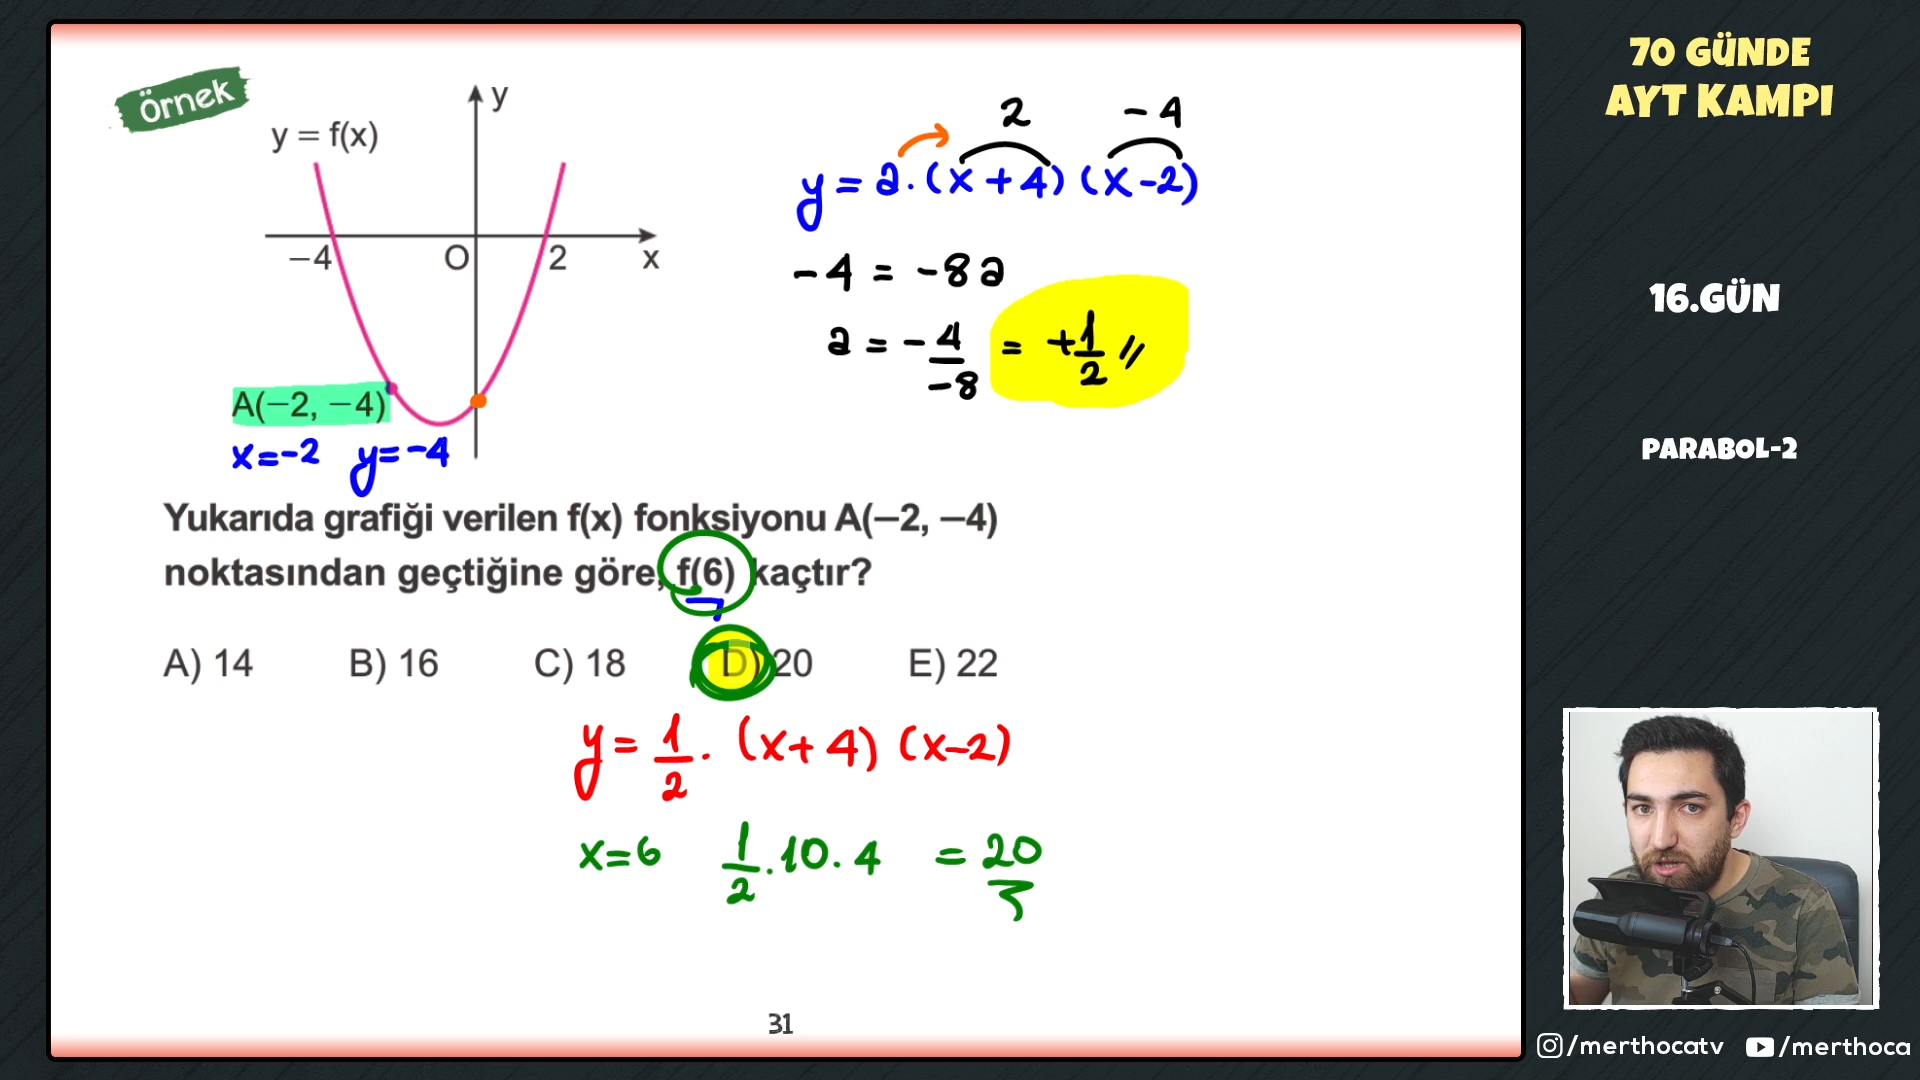 Örnek
y = f(x)
y
−4
O
2
x
A(−2, −4)
x=-2 y=-4
2 -4
y = a.(x+4) (x-2)
-4 = -8a
a = -4/-8 = +1/2 //
Yukarıda grafiği verilen f(x) fonksiyonu A(−2, −4)
noktasından geçtiğine göre, f(6) kaçtır?
A) 14 B) 16 C) 18 D) 20 E) 22
y = 1/2 . (x+4) (x-2)
x=6 1/2 .10.4 = 20
31
70 GÜNDE
AYT KAMPI
16.GÜN
PARABOL-2
/merthocatv /merthoca